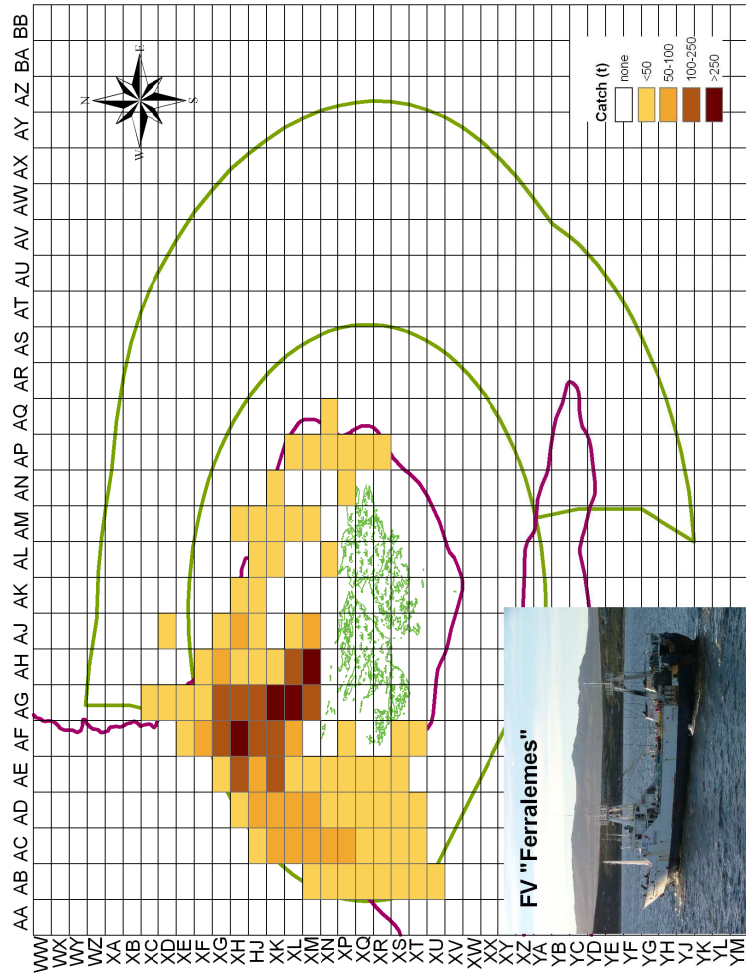 AA AB AC AD AE AF AG AH AJ AK AL AM AN AP AQ AR AS AT AU AV AW AX AY AZ BA BB
WW
WX
WY
WZ
XA
XB
XC
XD
XE
XF
XG
XH
HJ
XK
XL
XM
XN
XP
XQ
XR
XS
XT
XU
XV
XW
XX
XY
XZ
YA
YB
YC
YD
YE
YF
YG
YH
YJ
YK
YL
YM
N
W
E
S
Catch (t)
none
<50
50-100
100-250
>250
FV "Ferralemes"